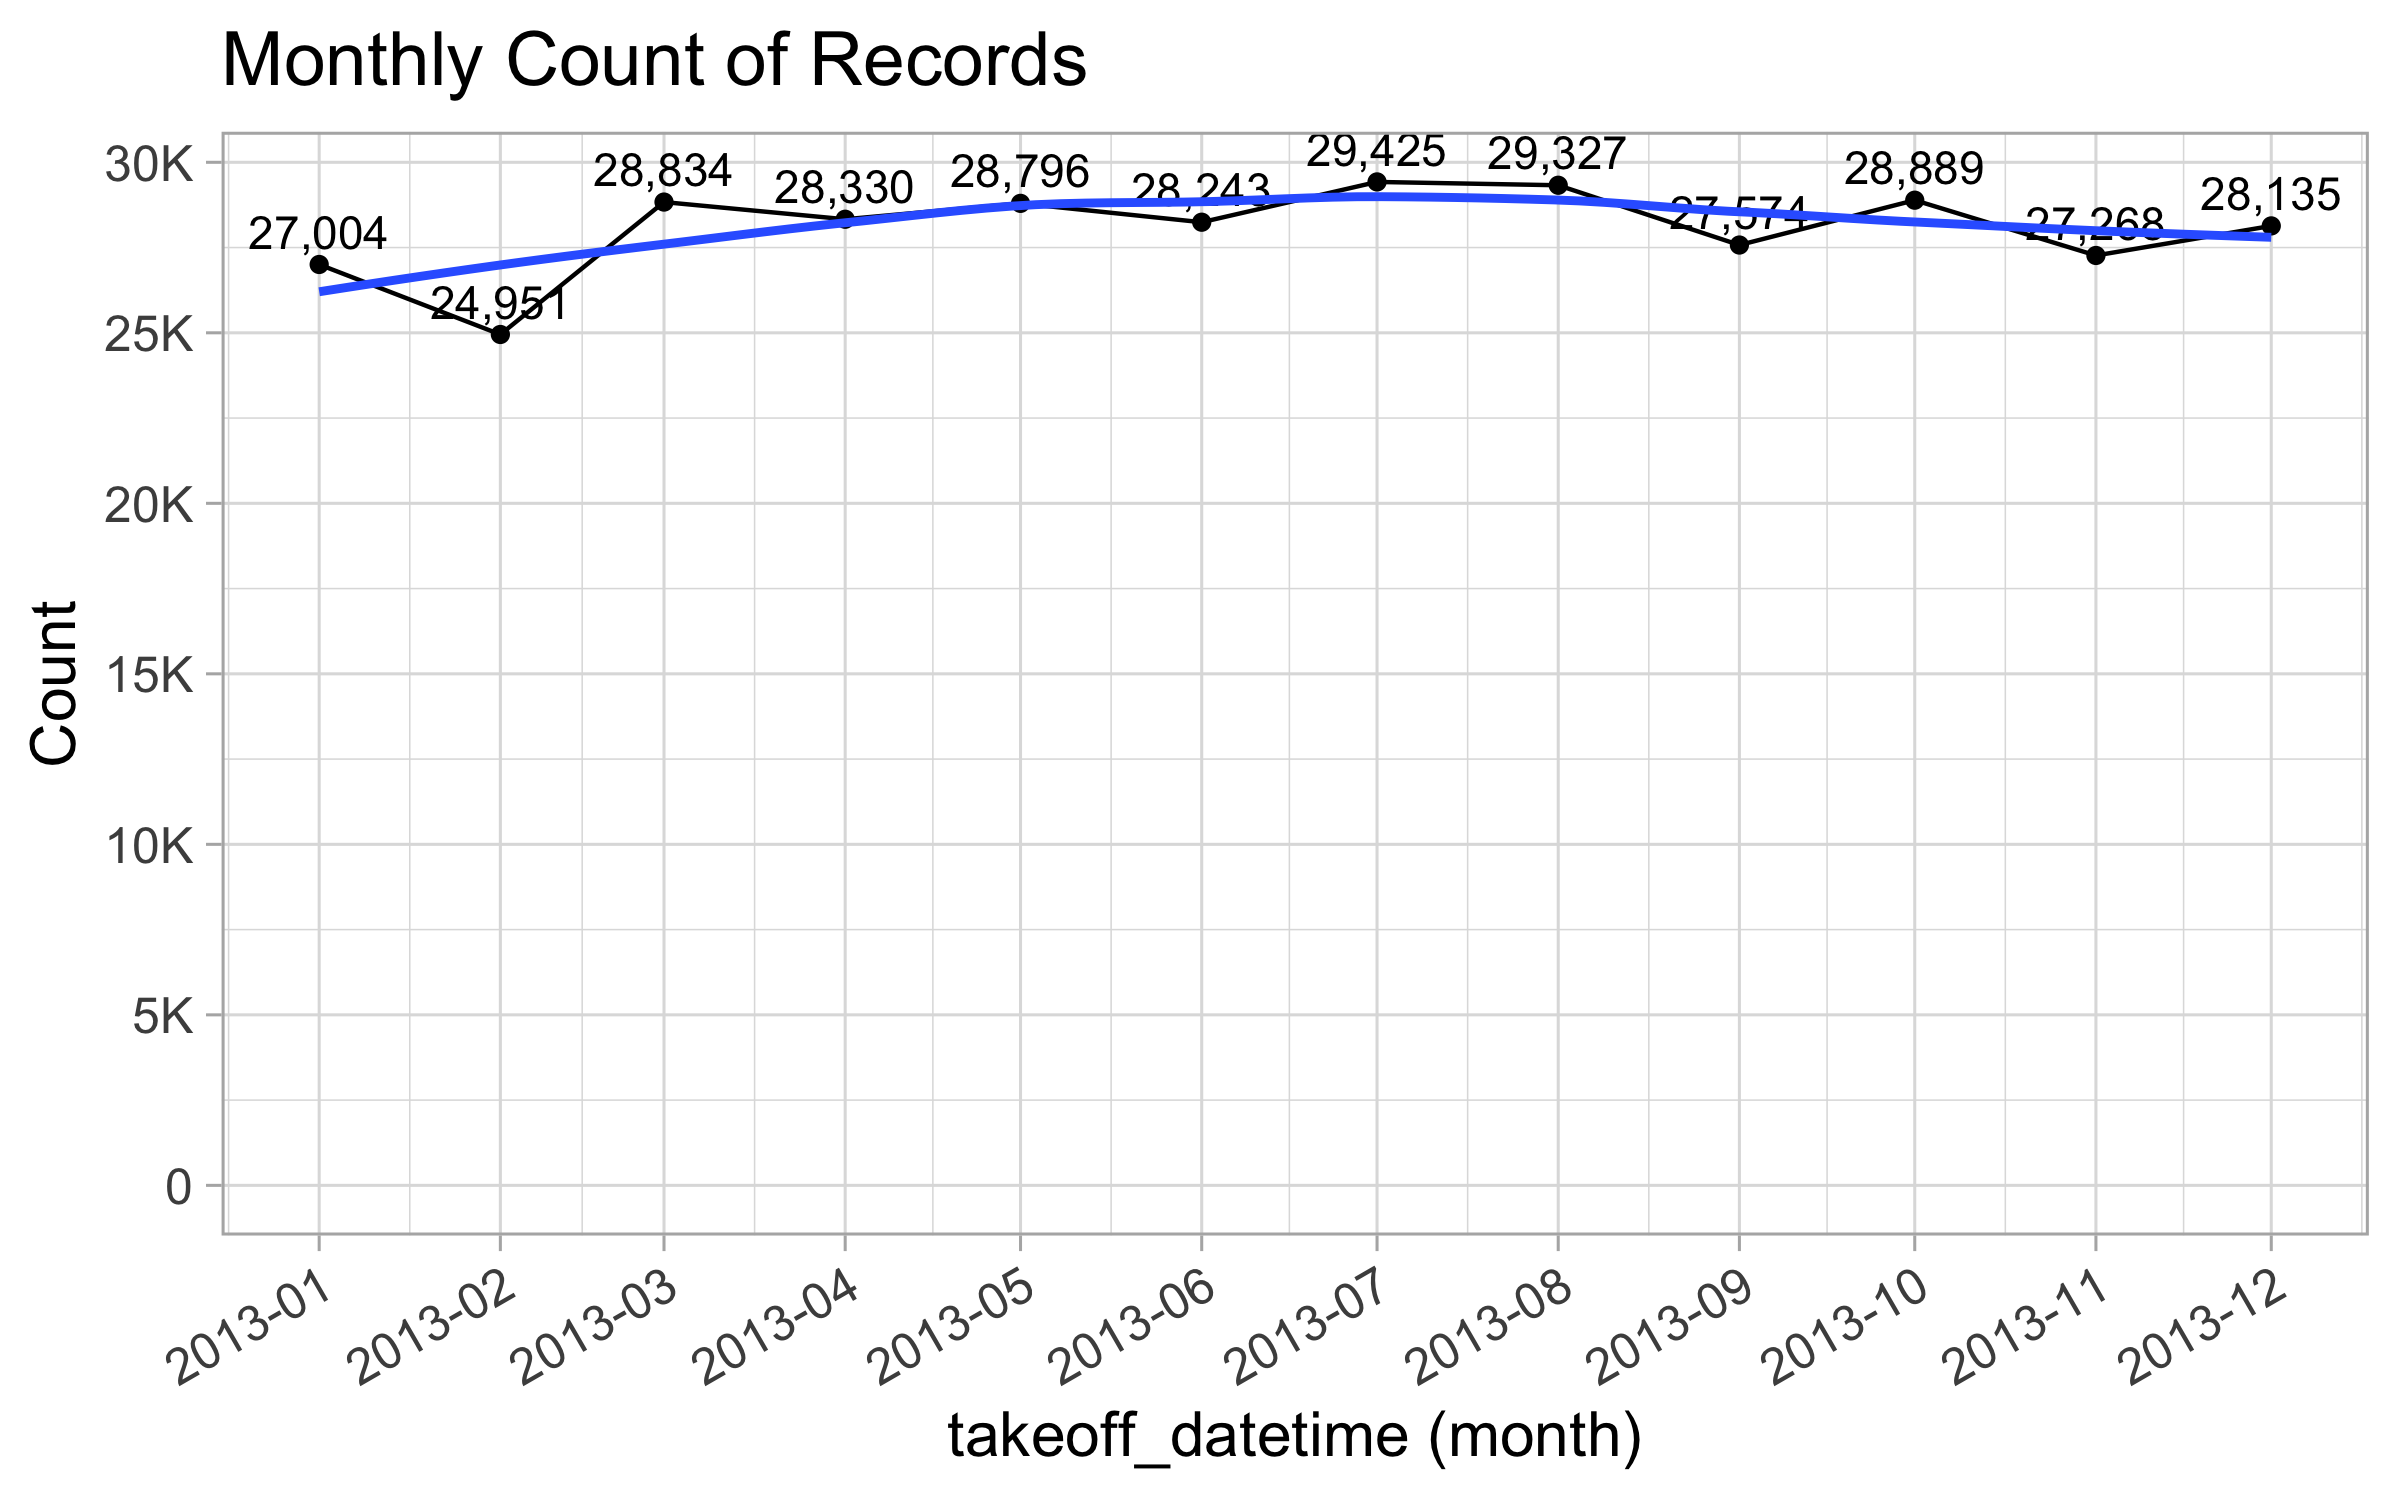 Monthly Count of Records
30K
25K
20K
15K
10K
5K
0
Count
27,004
24,951
28,834
28,330
28,796
28,243
29,425
29,327
27,574
28,889
27,268
28,135
2013-01
2013-02
2013-03
2013-04
2013-05
2013-06
2013-07
2013-08
2013-09
2013-10
2013-11
2013-12
takeoff_datetime (month)